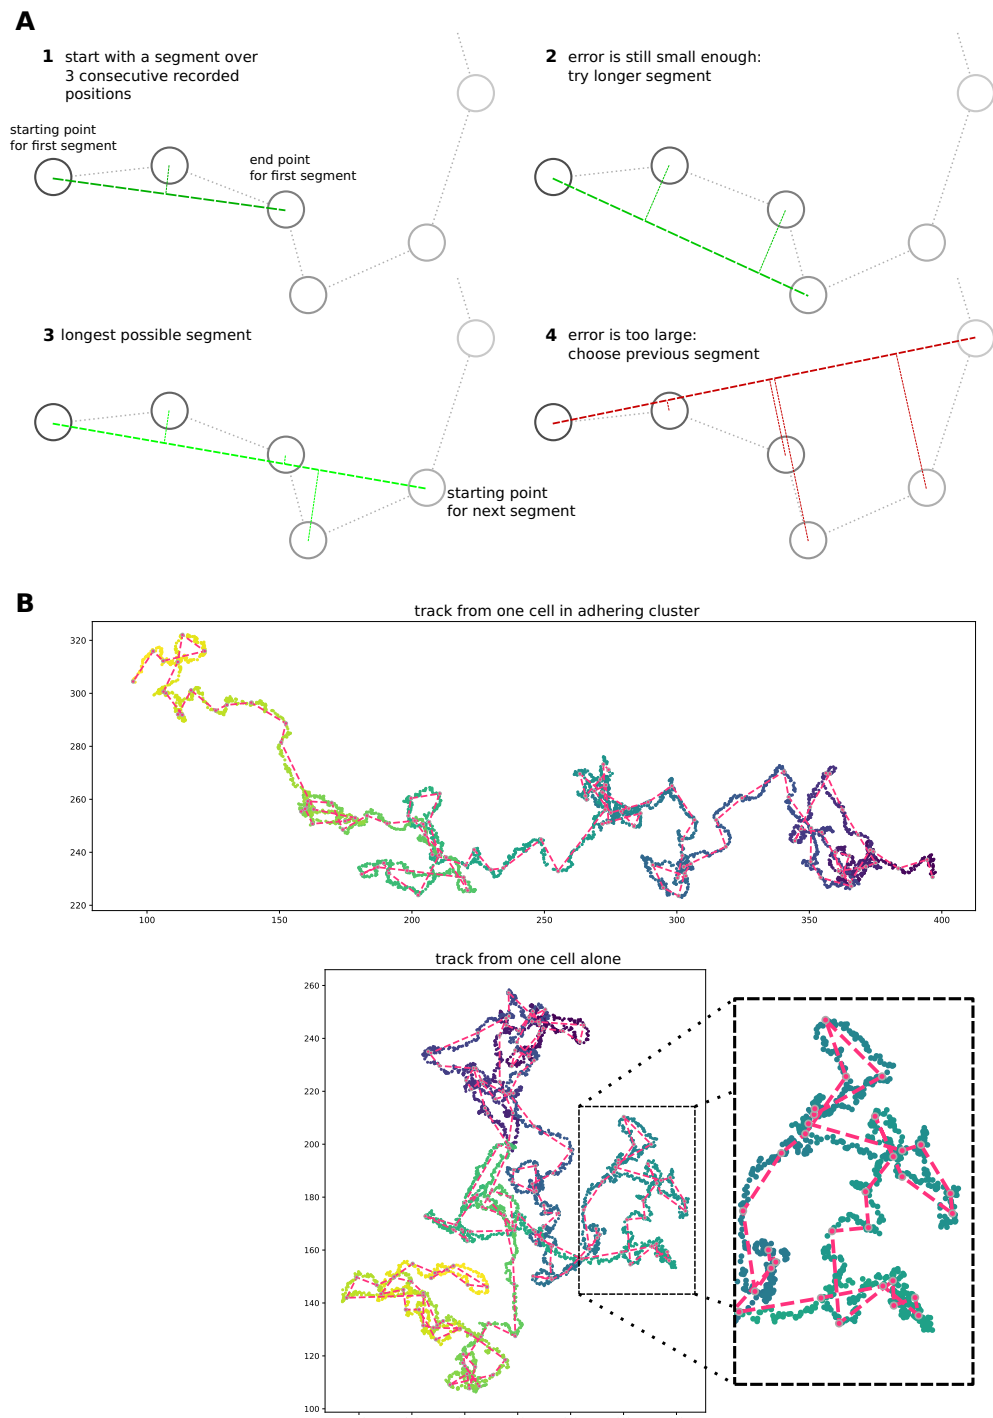 A
1 start with a segment over
3 consecutive recorded
positions
starting point
for first segment
end point
for first segment
2 error is still small enough:
try longer segment
3 longest possible segment
starting point
for next segment
4 error is too large:
choose previous segment
B
track from one cell in adhering cluster
320
300
280
260
240
220
100 150 200 250 300 350 400
track from one cell alone
260
240
220
200
180
160
140
120
100